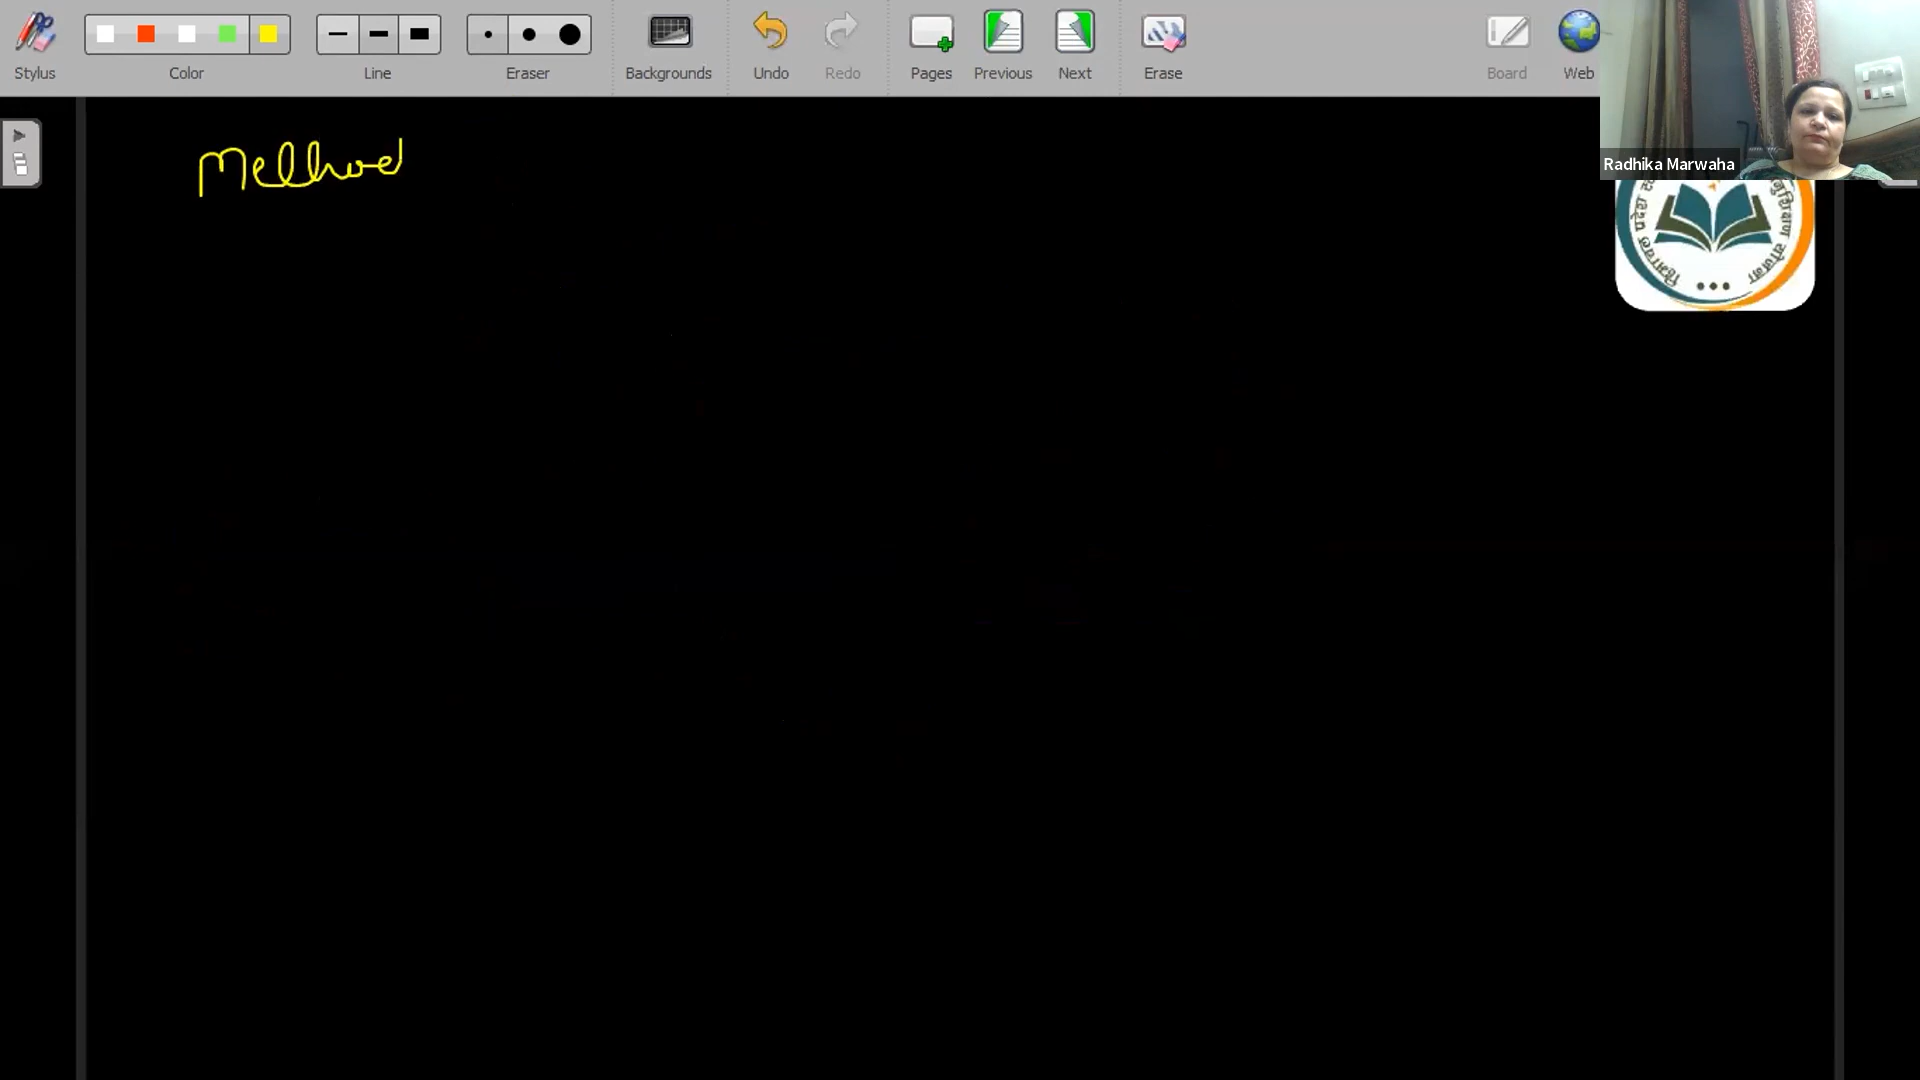 Stylus
Color
Line
Eraser
Backgrounds
Undo
Redo
Pages
Previous
Next
Erase
Board
Web
Radhika Marwaha
Method